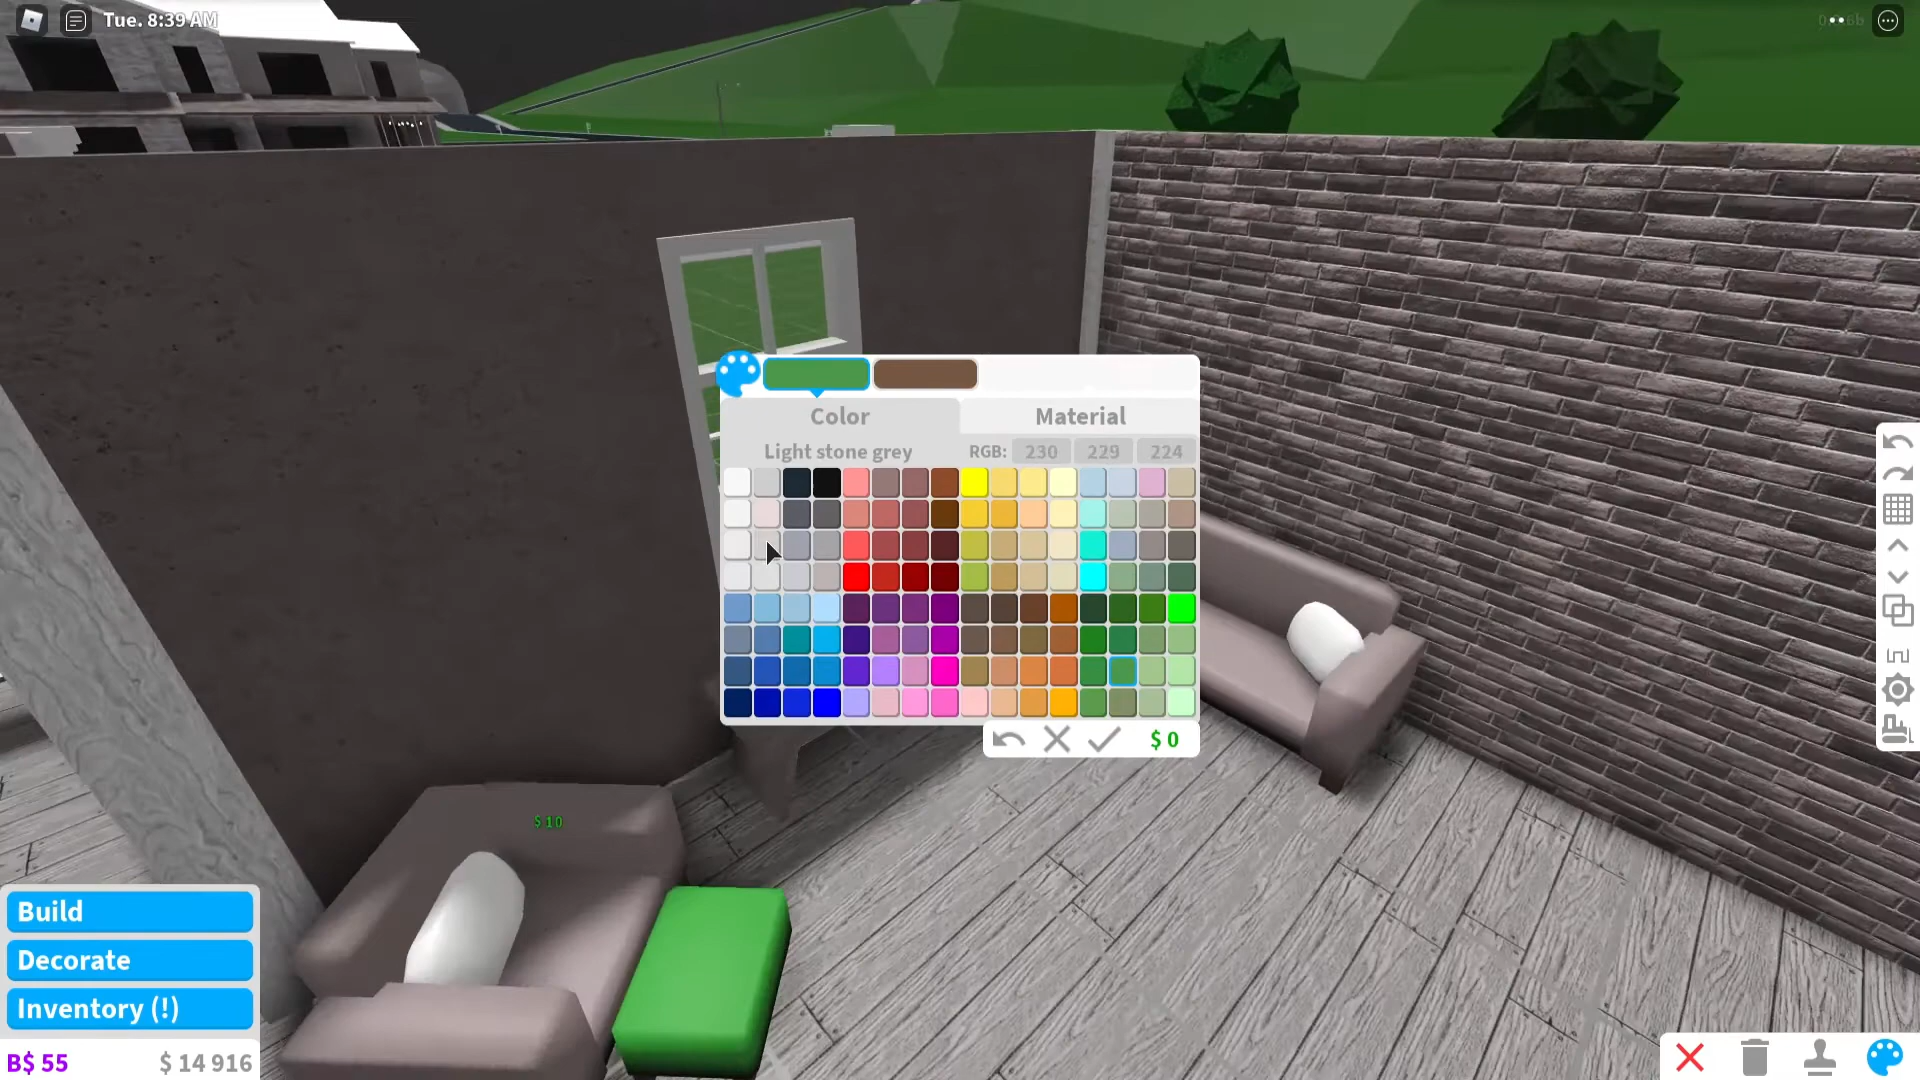 Tue. 8:39 AM
Color
Material
Light stone grey
RGB: 230 229 224
$ 0
$ 10
Build
Decorate
Inventory (!)
B$ 55
$ 14 916